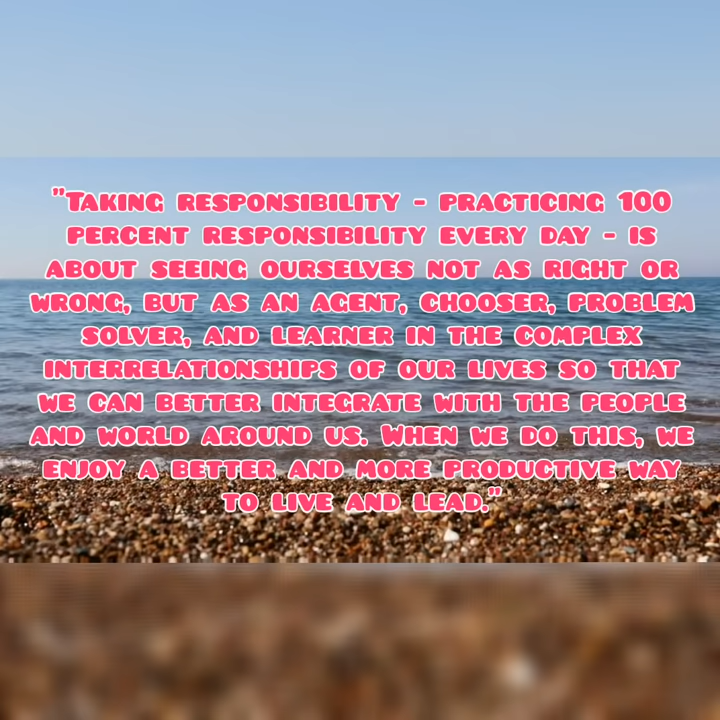 "Taking responsibility - practicing 100
percent responsibility every day - is
about seeing ourselves not as right or
wrong, but as an agent, chooser, problem
solver, and learner in the complex
interrelationships of our lives so that
we can better integrate with the people
and world around us. When we do this, we
enjoy a better and more productive way
to live and lead."